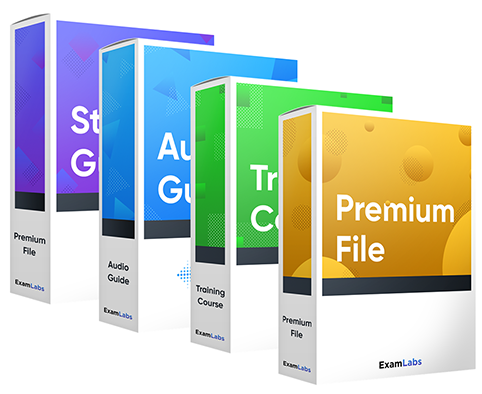 St
G
Premium
File
ExamLabs
Au
Gu
Audio
Guide
ExamLabs
Tr
Co
Training
Course
ExamLabs
Premium
File
Premium
File
ExamLabs
ExamLabs